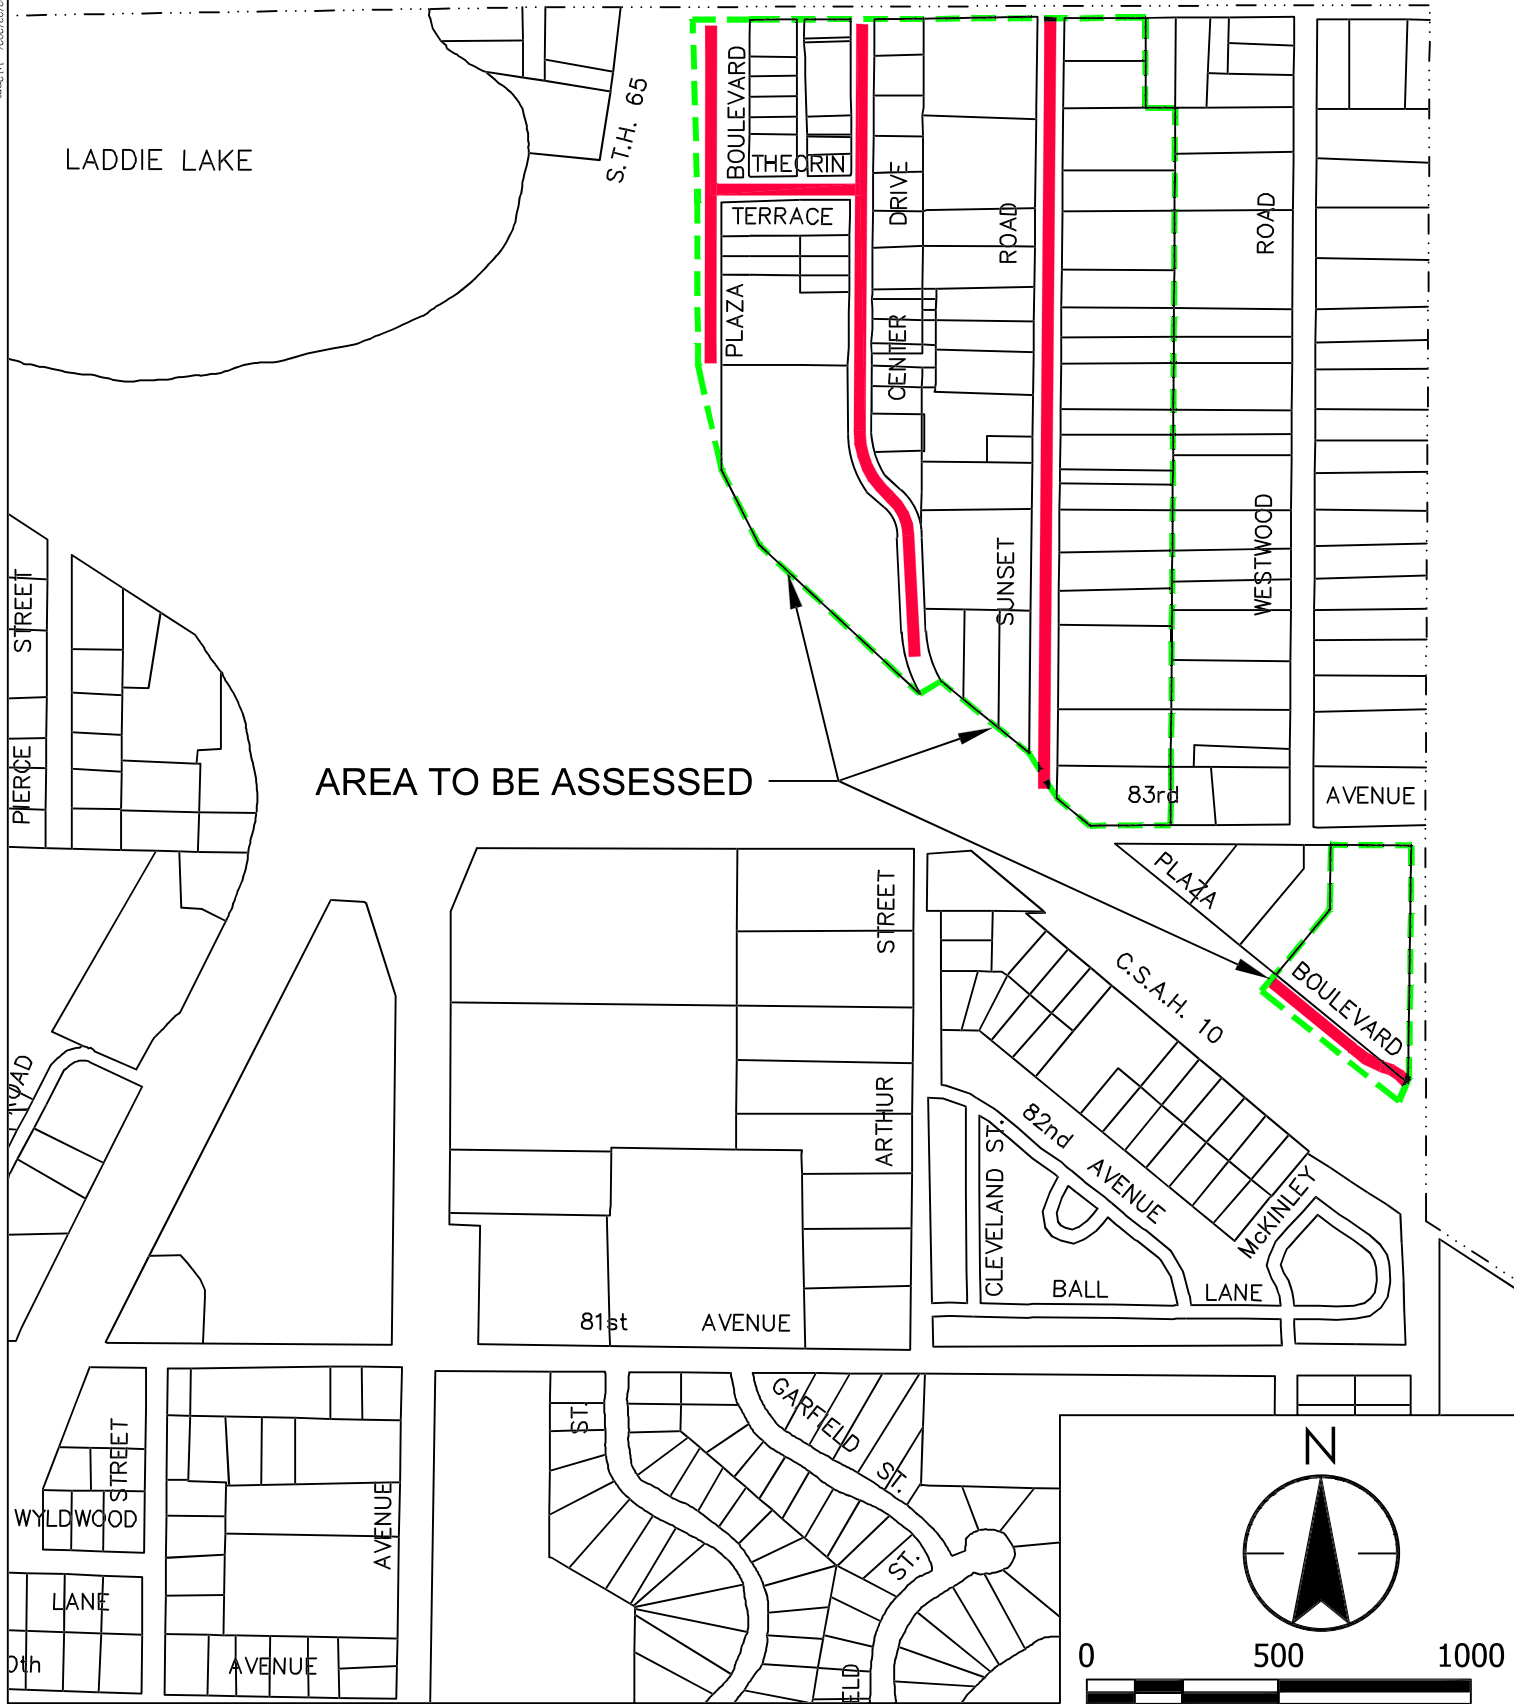 LADDIE LAKE
S.T.H. 65
BOULEVARD
THEORIN
TERRACE
PLAZA
DRIVE
CENTER
ROAD
SUNSET
ROAD
WESTWOOD
STREET
PIERCE
AREA TO BE ASSESSED
83rd
AVENUE
PLAZA
BOULEVARD
C.S.A.H. 10
STREET
ARTHUR
82nd
AVENUE
CLEVELAND ST.
McKINLEY
BALL
LANE
81st
AVENUE
ROAD
STREET
WYLDWOOD
LANE
AVENUE
0th
AVENUE
ST.
GARFIELD
ST.
ST.
ELD
N
0 500 1000